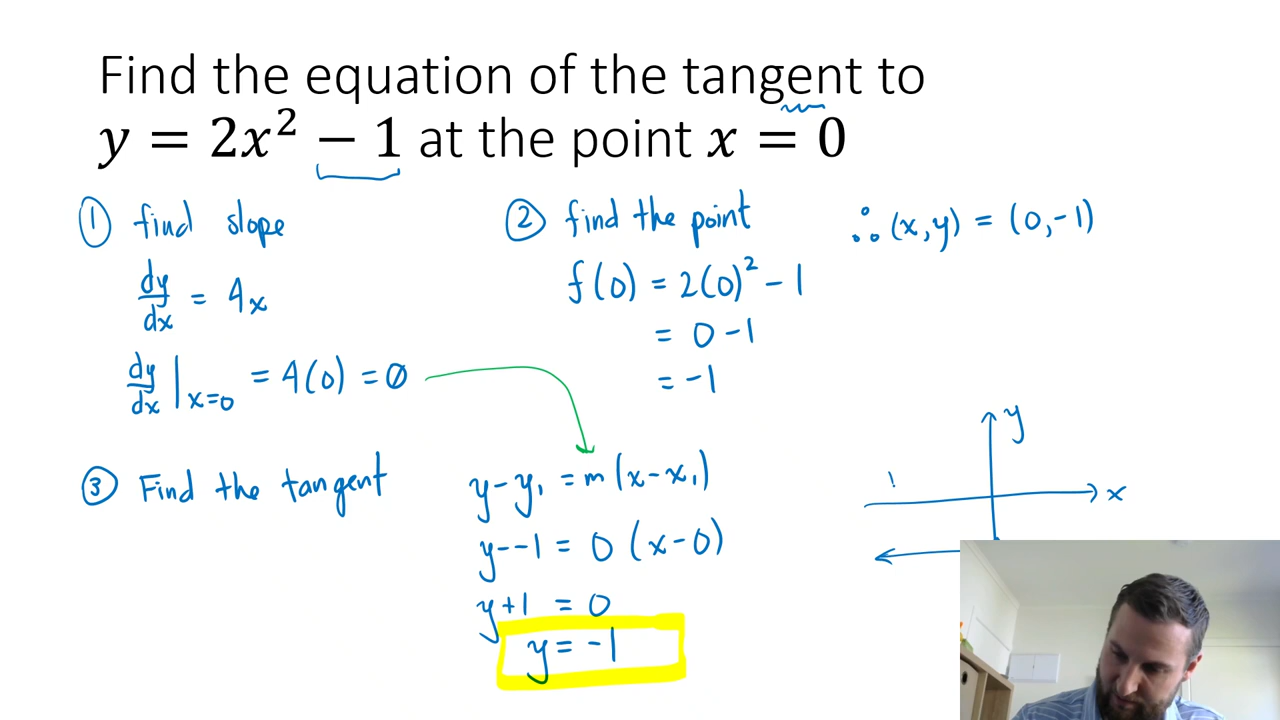 Find the equation of the tangent to
y = 2x² − 1 at the point x = 0
① find slope
dy/dx = 4x
dy/dx |x=0 = 4(0) = 0
② find the point
f(0) = 2(0)² - 1
= 0 - 1
= -1
∴ (x,y) = (0,-1)
③ Find the tangent
y - y₁ = m(x - x₁)
y - -1 = 0 (x - 0)
y + 1 = 0
y = -1
y
x